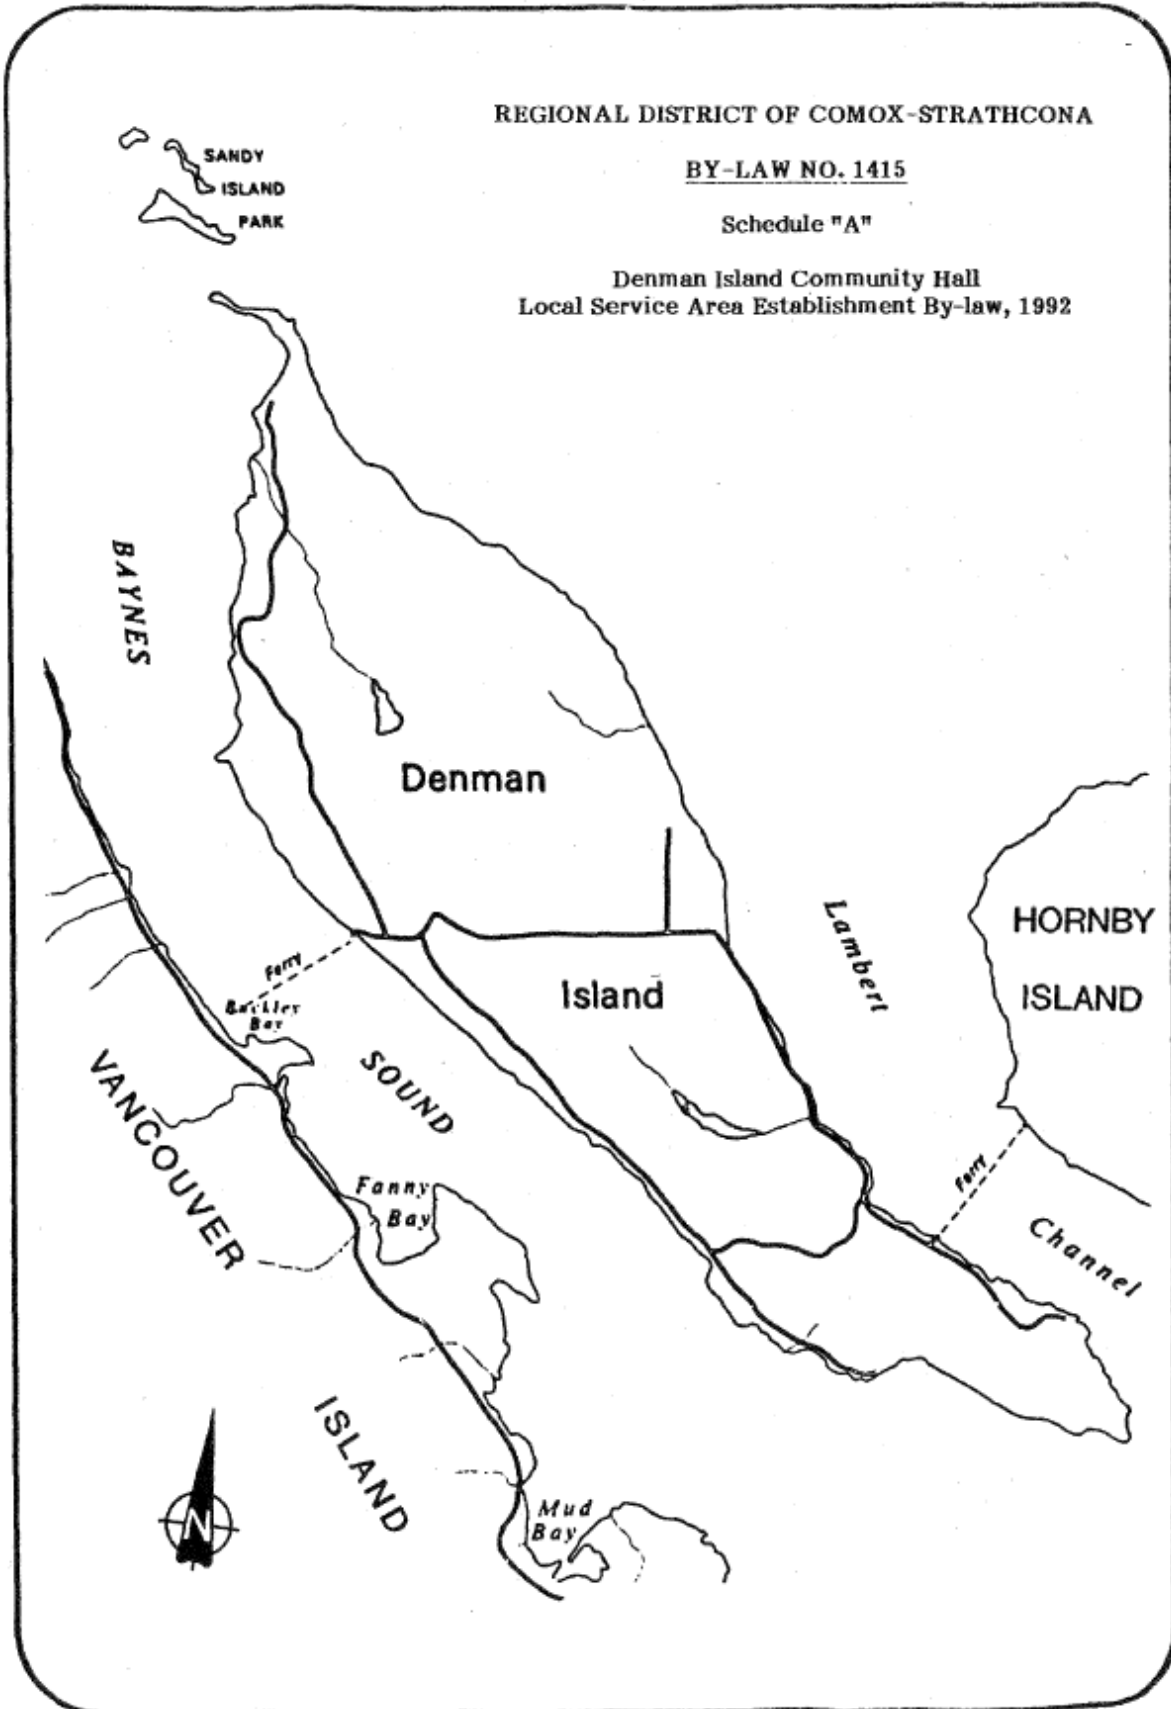 REGIONAL DISTRICT OF COMOX-STRATHCONA
BY-LAW NO. 1415
Schedule "A"
Denman Island Community Hall
Local Service Area Establishment By-law, 1992
SANDY
ISLAND
PARK
BAYNES
Denman
HORNBY
ISLAND
Lambert
Ferry
Island
Buckley
Bay
SOUND
VANCOUVER
Ferry
Fanny
Bay
Channel
ISLAND
N
Mud
Bay